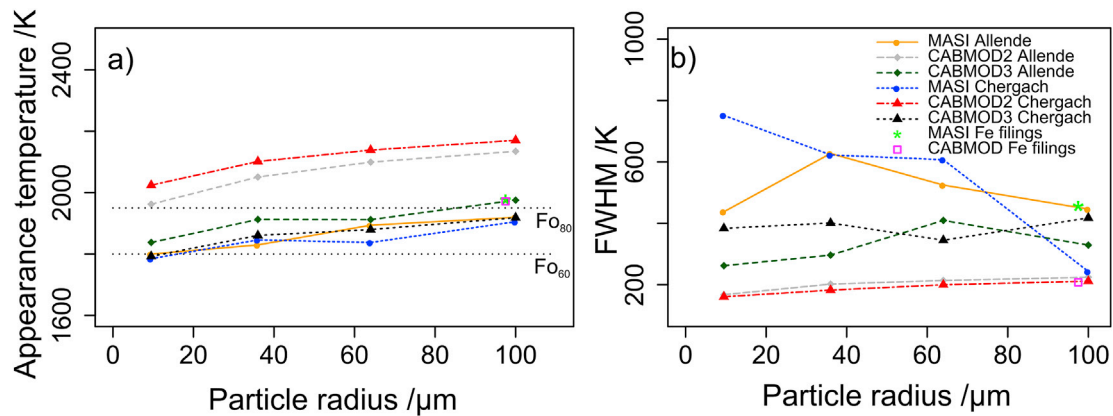 a)
Appearance temperature /K
2400
2000
1600
Fo80
Fo60
0 20 40 60 80 100
Particle radius /µm
b)
FWHM /K
1000
600
200
MASI Allende
CABMOD2 Allende
CABMOD3 Allende
MASI Chergach
CABMOD2 Chergach
CABMOD3 Chergach
MASI Fe filings
CABMOD Fe filings
0 20 40 60 80 100
Particle radius /µm